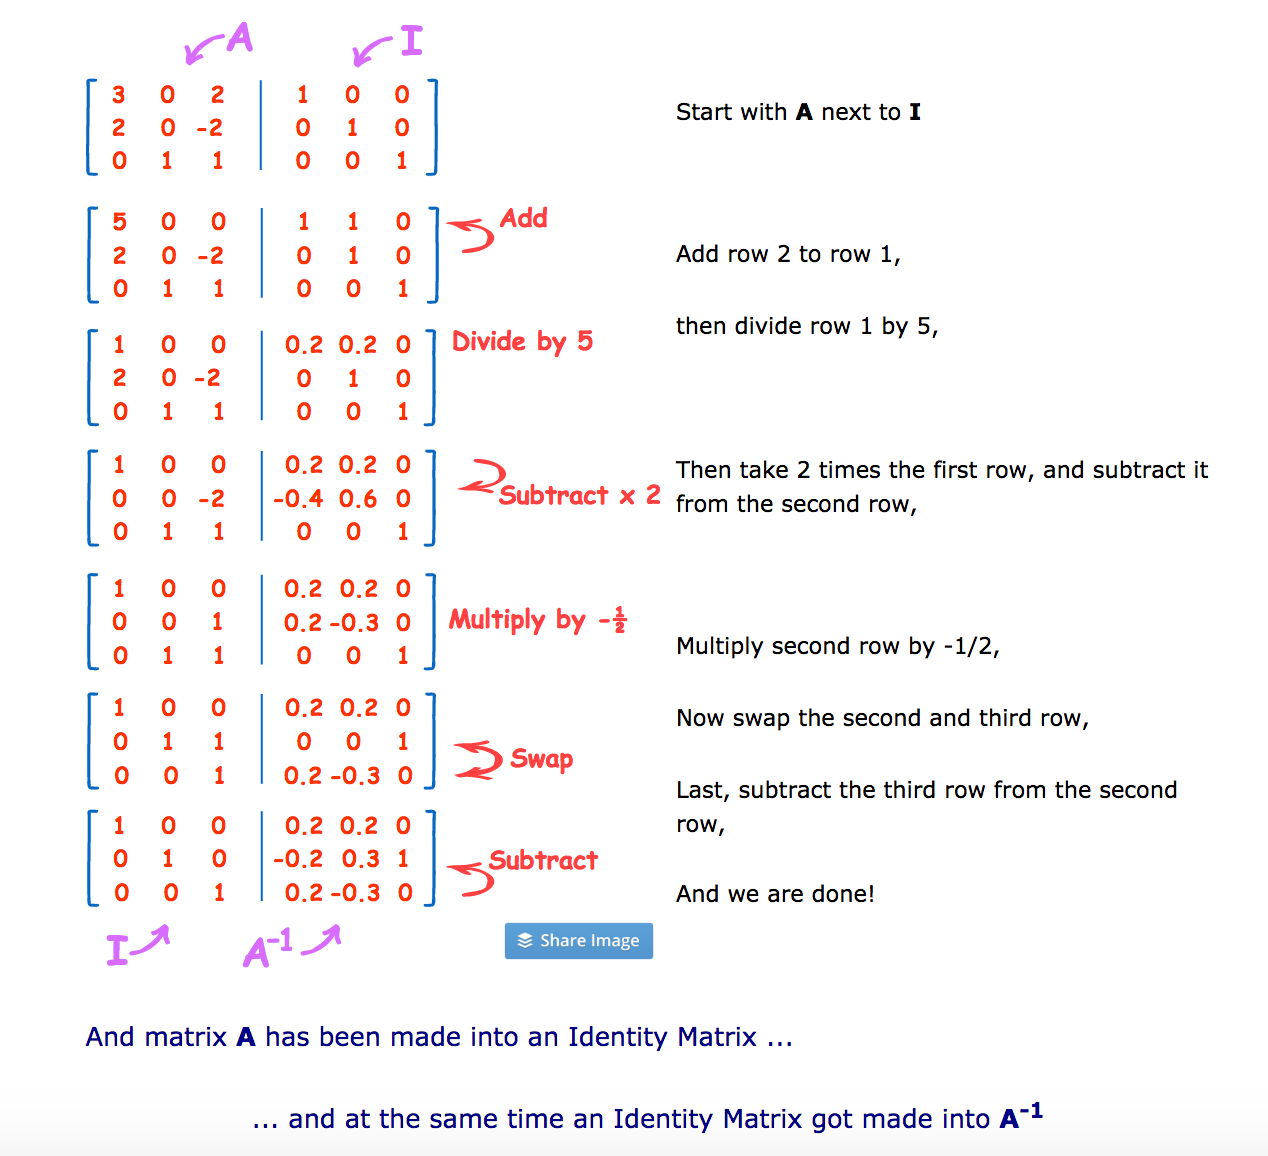 A I
3 0 2 1 0 0
2 0 -2 0 1 0
0 1 1 0 0 1
Start with A next to I
5 0 0 1 1 0
2 0 -2 0 1 0
0 1 1 0 0 1
Add
Add row 2 to row 1,
1 0 0 0.2 0.2 0
2 0 -2 0 1 0
0 1 1 0 0 1
Divide by 5
then divide row 1 by 5,
1 0 0 0.2 0.2 0
0 0 -2 -0.4 0.6 0
0 1 1 0 0 1
Subtract x 2
Then take 2 times the first row, and subtract it
from the second row,
1 0 0 0.2 0.2 0
0 0 1 0.2 -0.3 0
0 1 1 0 0 1
Multiply by -1/2
Multiply second row by -1/2,
1 0 0 0.2 0.2 0
0 1 1 0 0 1
0 0 1 0.2 -0.3 0
Swap
Now swap the second and third row,
1 0 0 0.2 0.2 0
0 1 0 -0.2 0.3 1
0 0 1 0.2 -0.3 0
Subtract
Last, subtract the third row from the second
row,
And we are done!
I A-1
Share Image
And matrix A has been made into an Identity Matrix ...
... and at the same time an Identity Matrix got made into A-1